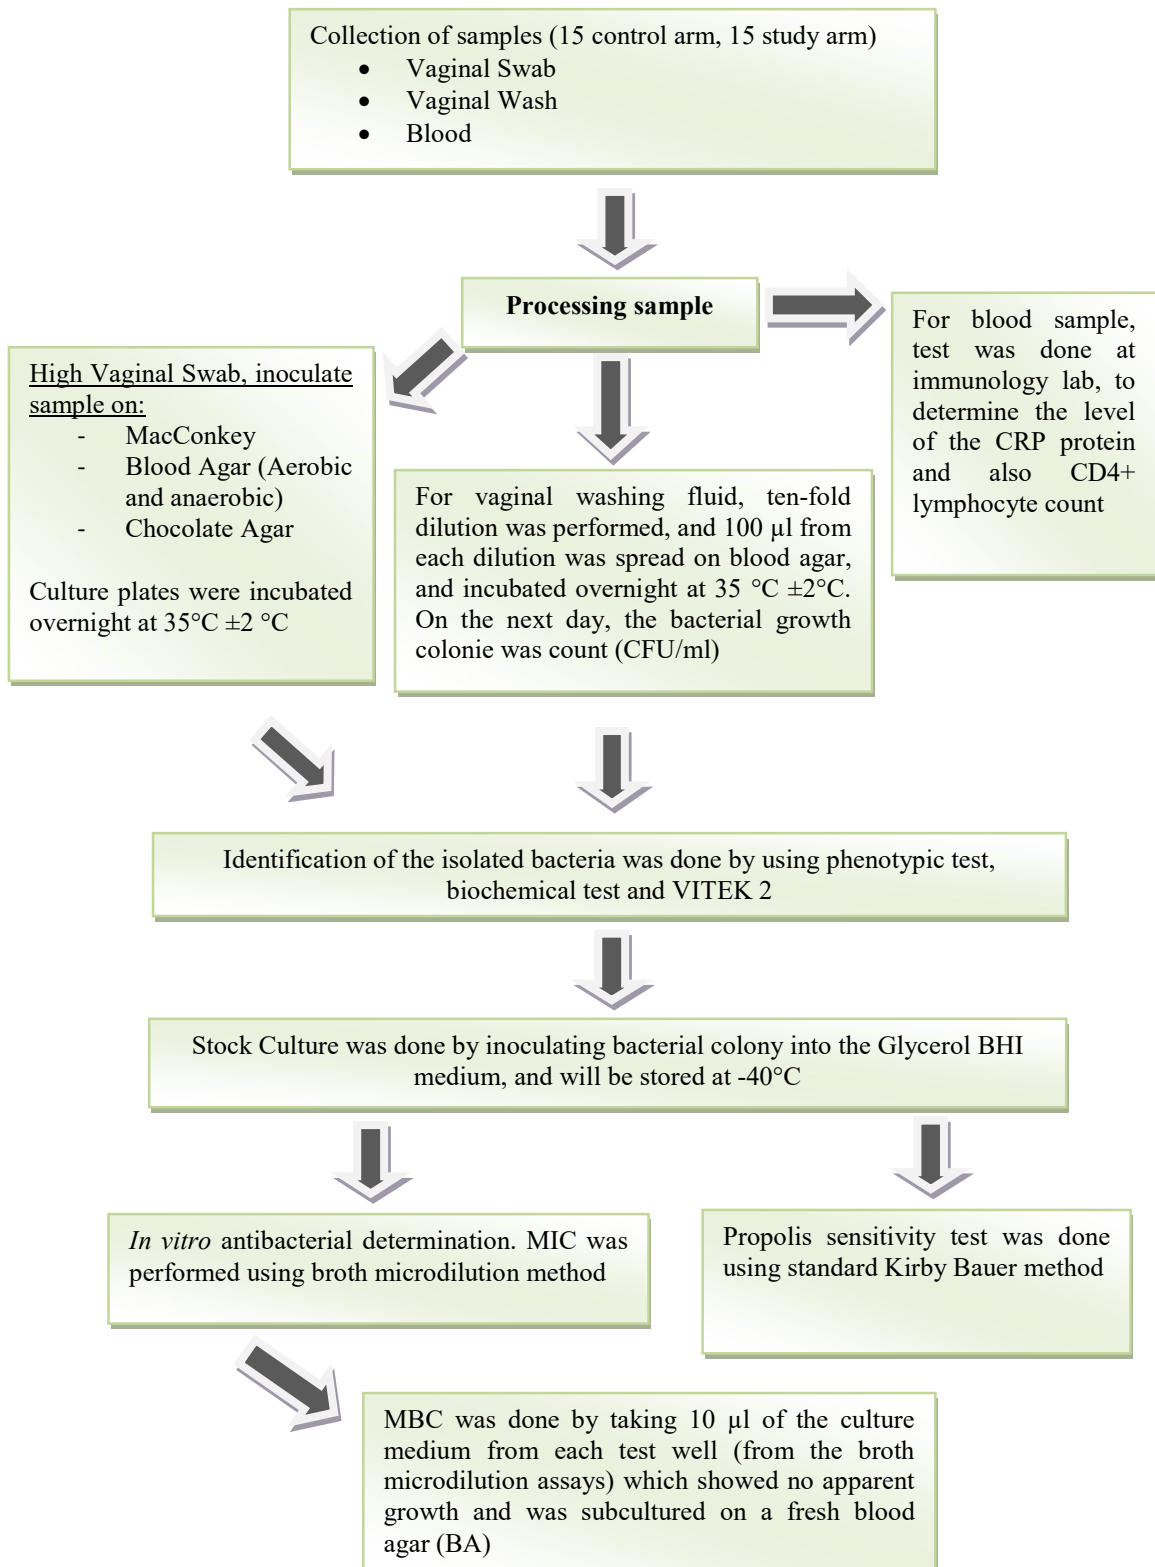 Collection of samples (15 control arm, 15 study arm)
• Vaginal Swab
• Vaginal Wash
• Blood
Processing sample
High Vaginal Swab, inoculate
sample on:
- MacConkey
- Blood Agar (Aerobic
and anaerobic)
- Chocolate Agar
Culture plates were incubated
overnight at 35°C ±2 °C
For vaginal washing fluid, ten-fold
dilution was performed, and 100 µl from
each dilution was spread on blood agar,
and incubated overnight at 35 °C ±2°C.
On the next day, the bacterial growth
colonie was count (CFU/ml)
For blood sample,
test was done at
immunology lab, to
determine the level
of the CRP protein
and also CD4+
lymphocyte count
Identification of the isolated bacteria was done by using phenotypic test,
biochemical test and VITEK 2
Stock Culture was done by inoculating bacterial colony into the Glycerol BHI
medium, and will be stored at -40°C
In vitro antibacterial determination. MIC was
performed using broth microdilution method
Propolis sensitivity test was done
using standard Kirby Bauer method
MBC was done by taking 10 µl of the culture
medium from each test well (from the broth
microdilution assays) which showed no apparent
growth and was subcultured on a fresh blood
agar (BA)